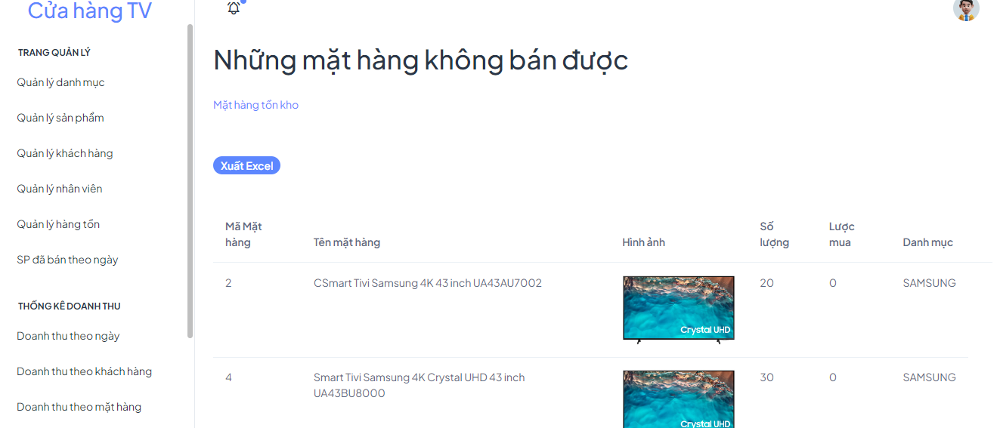 Cửa hàng TV
TRANG QUẢN LÝ
Quản lý danh mục
Quản lý sản phẩm
Quản lý khách hàng
Quản lý nhân viên
Quản lý hàng tồn
SP đã bán theo ngày
THỐNG KÊ DOANH THU
Doanh thu theo ngày
Doanh thu theo khách hàng
Doanh thu theo mặt hàng
Những mặt hàng không bán được
Mặt hàng tồn kho
Xuất Excel
Mã Mặt
hàng
Tên mặt hàng
Hình ảnh
Số
lượng
Lược
mua
Danh mục
2
CSmart Tivi Samsung 4K 43 inch UA43AU7002
Crystal UHD
20
0
SAMSUNG
4
Smart Tivi Samsung 4K Crystal UHD 43 inch
UA43BU8000
Crystal UHD
30
0
SAMSUNG